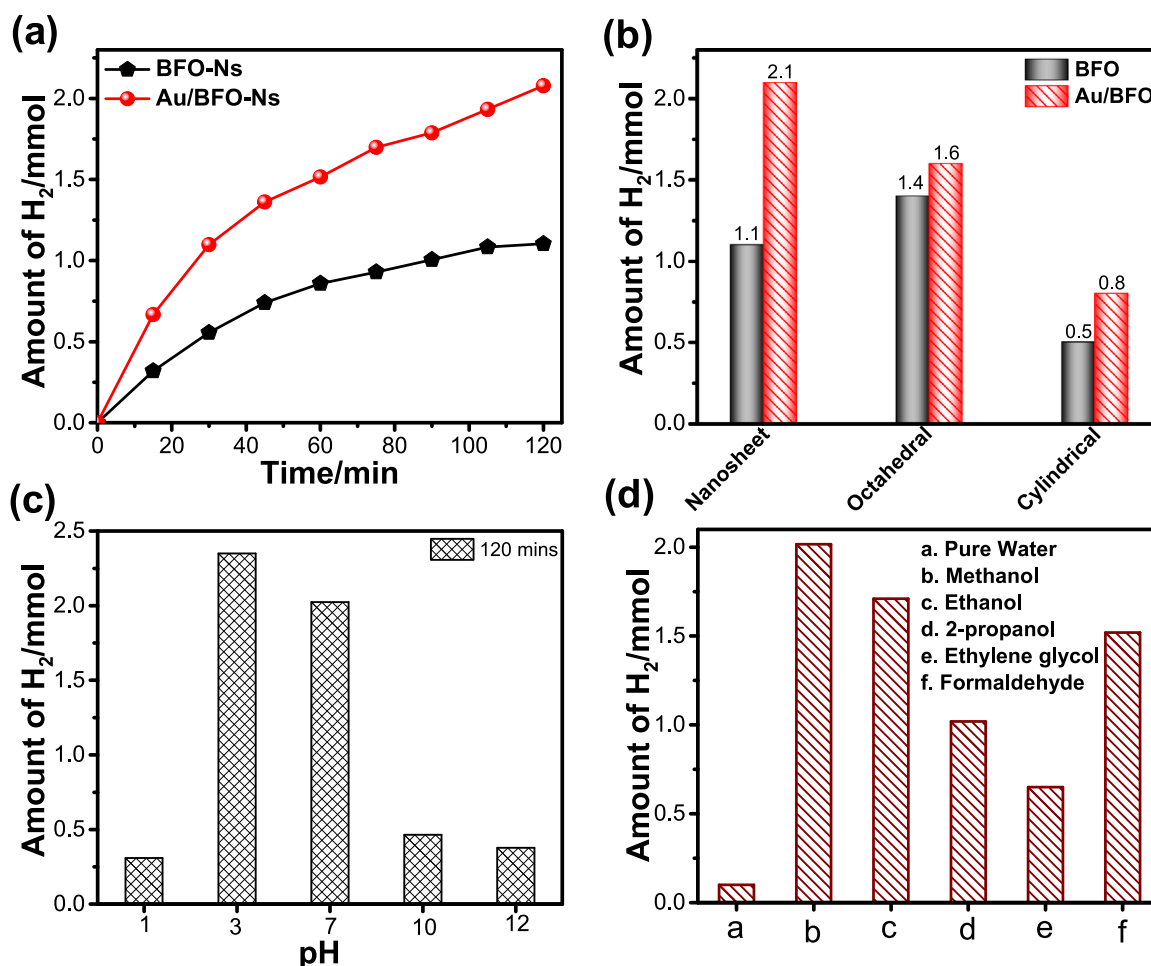 (a)
BFO-Ns
Au/BFO-Ns
Amount of H₂/mmol
2.0
1.5
1.0
0.5
0.0
0 20 40 60 80 100 120
Time/min
(b)
BFO
Au/BFO
Amount of H₂/mmol
2.0
1.5
1.0
0.5
0.0
1.1 2.1 1.4 1.6 0.5 0.8
Nanosheet Octahedral Cylindrical
(c)
120 mins
Amount of H₂/mmol
2.5
2.0
1.5
1.0
0.5
0.0
1 3 7 10 12
pH
(d)
a. Pure Water
b. Methanol
c. Ethanol
d. 2-propanol
e. Ethylene glycol
f. Formaldehyde
Amount of H₂/mmol
2.0
1.5
1.0
0.5
0.0
a b c d e f